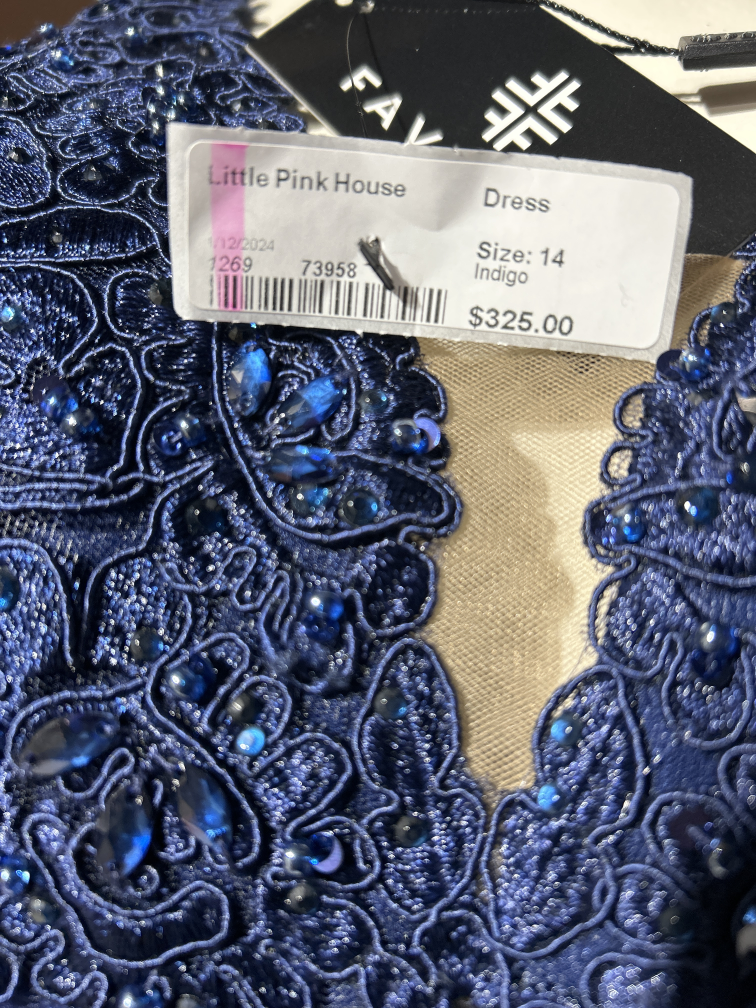 FAV
Little Pink House
Dress
1/12/2024
Size: 14
1269 73958
Indigo
$325.00